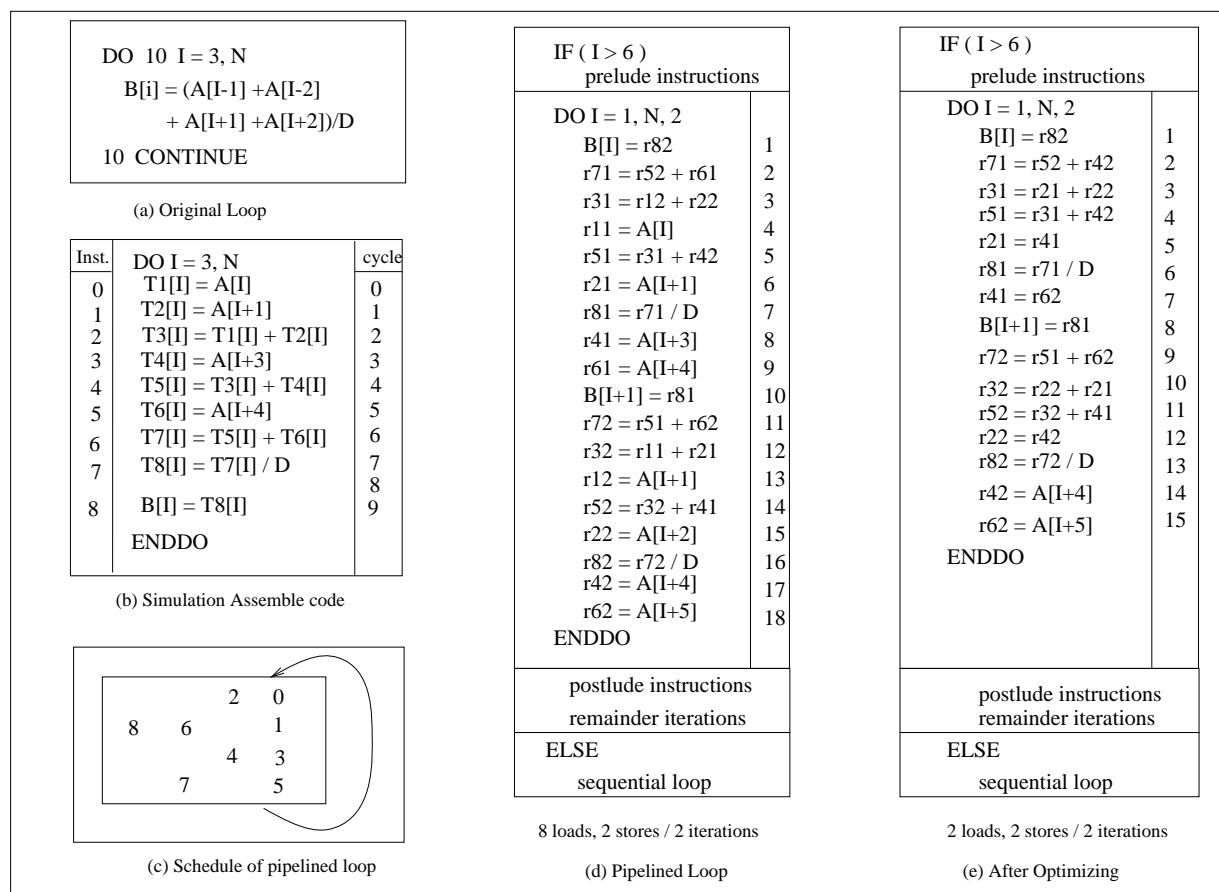 DO 10 I = 3, N
B[i] = (A[I-1] +A[I-2]
+ A[I+1] +A[I+2])/D
10 CONTINUE
(a) Original Loop
Inst. DO I = 3, N cycle
0 T1[I] = A[I] 0
1 T2[I] = A[I+1] 1
2 T3[I] = T1[I] + T2[I] 2
3 T4[I] = A[I+3] 3
4 T5[I] = T3[I] + T4[I] 4
5 T6[I] = A[I+4] 5
6 T7[I] = T5[I] + T6[I] 6
7 T8[I] = T7[I] / D 7
8
8 B[I] = T8[I] 9
ENDDO
(b) Simulation Assemble code
2 0
8 6 1
4 3
7 5
(c) Schedule of pipelined loop
IF ( I > 6 )
prelude instructions
DO I = 1, N, 2
B[I] = r82 1
r71 = r52 + r61 2
r31 = r12 + r22 3
r11 = A[I] 4
r51 = r31 + r42 5
r21 = A[I+1] 6
r81 = r71 / D 7
r41 = A[I+3] 8
r61 = A[I+4] 9
B[I+1] = r81 10
r72 = r51 + r62 11
r32 = r11 + r21 12
r12 = A[I+1] 13
r52 = r32 + r41 14
r22 = A[I+2] 15
r82 = r72 / D 16
r42 = A[I+4] 17
r62 = A[I+5] 18
ENDDO
postlude instructions
remainder iterations
ELSE
sequential loop
8 loads, 2 stores / 2 iterations
(d) Pipelined Loop
IF ( I > 6 )
prelude instructions
DO I = 1, N, 2
B[I] = r82 1
r71 = r52 + r42 2
r31 = r21 + r22 3
r51 = r31 + r42 4
r21 = r41 5
r81 = r71 / D 6
r41 = r62 7
B[I+1] = r81 8
r72 = r51 + r62 9
r32 = r22 + r21 10
r52 = r32 + r41 11
r22 = r42 12
r82 = r72 / D 13
r42 = A[I+4] 14
r62 = A[I+5] 15
ENDDO
postlude instructions
remainder iterations
ELSE
sequential loop
2 loads, 2 stores / 2 iterations
(e) After Optimizing